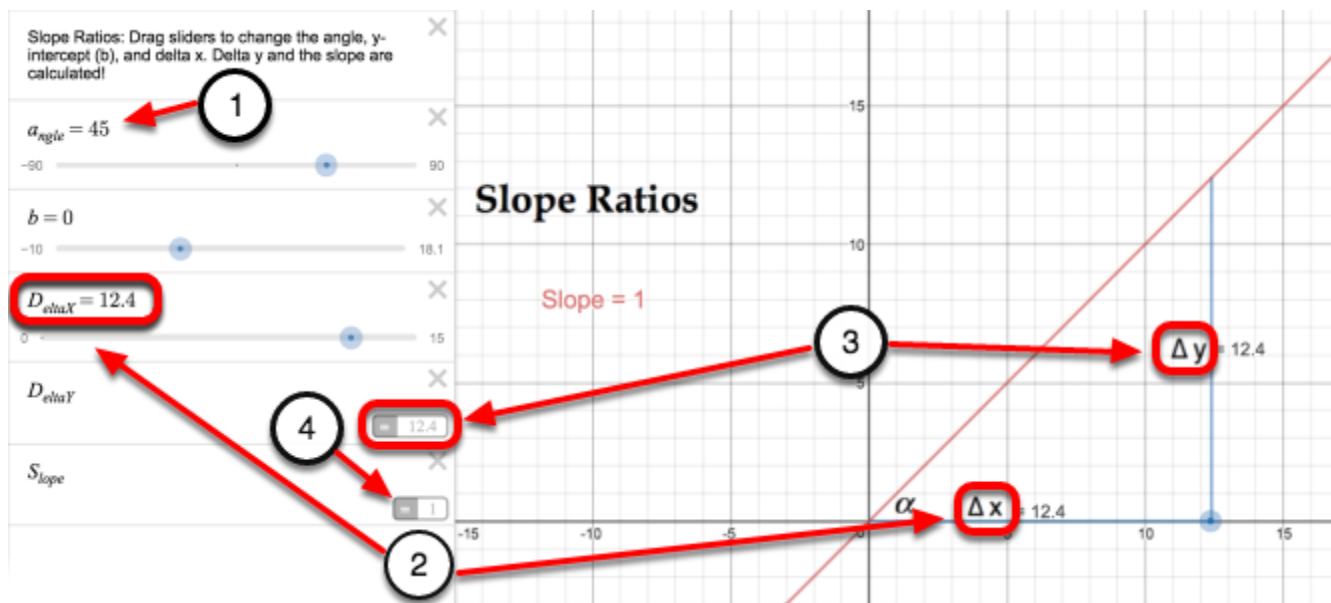 Slope Ratios: Drag sliders to change the angle, y-
intercept (b), and delta x. Delta y and the slope are
calculated!
1
a_ngle = 45
-90
90
b = 0
-10
18.1
D_eltaX = 12.4
0
15
D_eltaY
= 12.4
4
S_lope
= 1
2
Slope Ratios
Slope = 1
3
15
10
5
Δ y = 12.4
α
Δ x = 12.4
-15
-10
-5
0
5
10
15